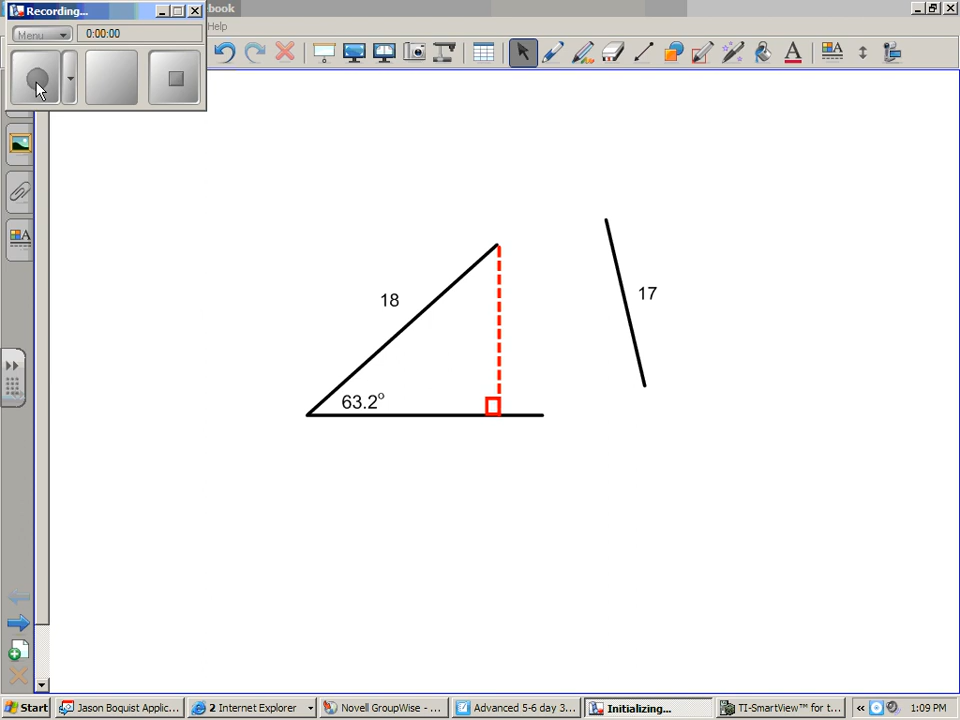 Recording...
book
Menu
0:00:00
Help
A
A
18
17
63.2°
Start
Jason Boquist Applic...
2 Internet Explorer
Novell GroupWise - ...
Advanced 5-6 day 3...
Initializing...
TI-SmartView™ for t...
1:09 PM